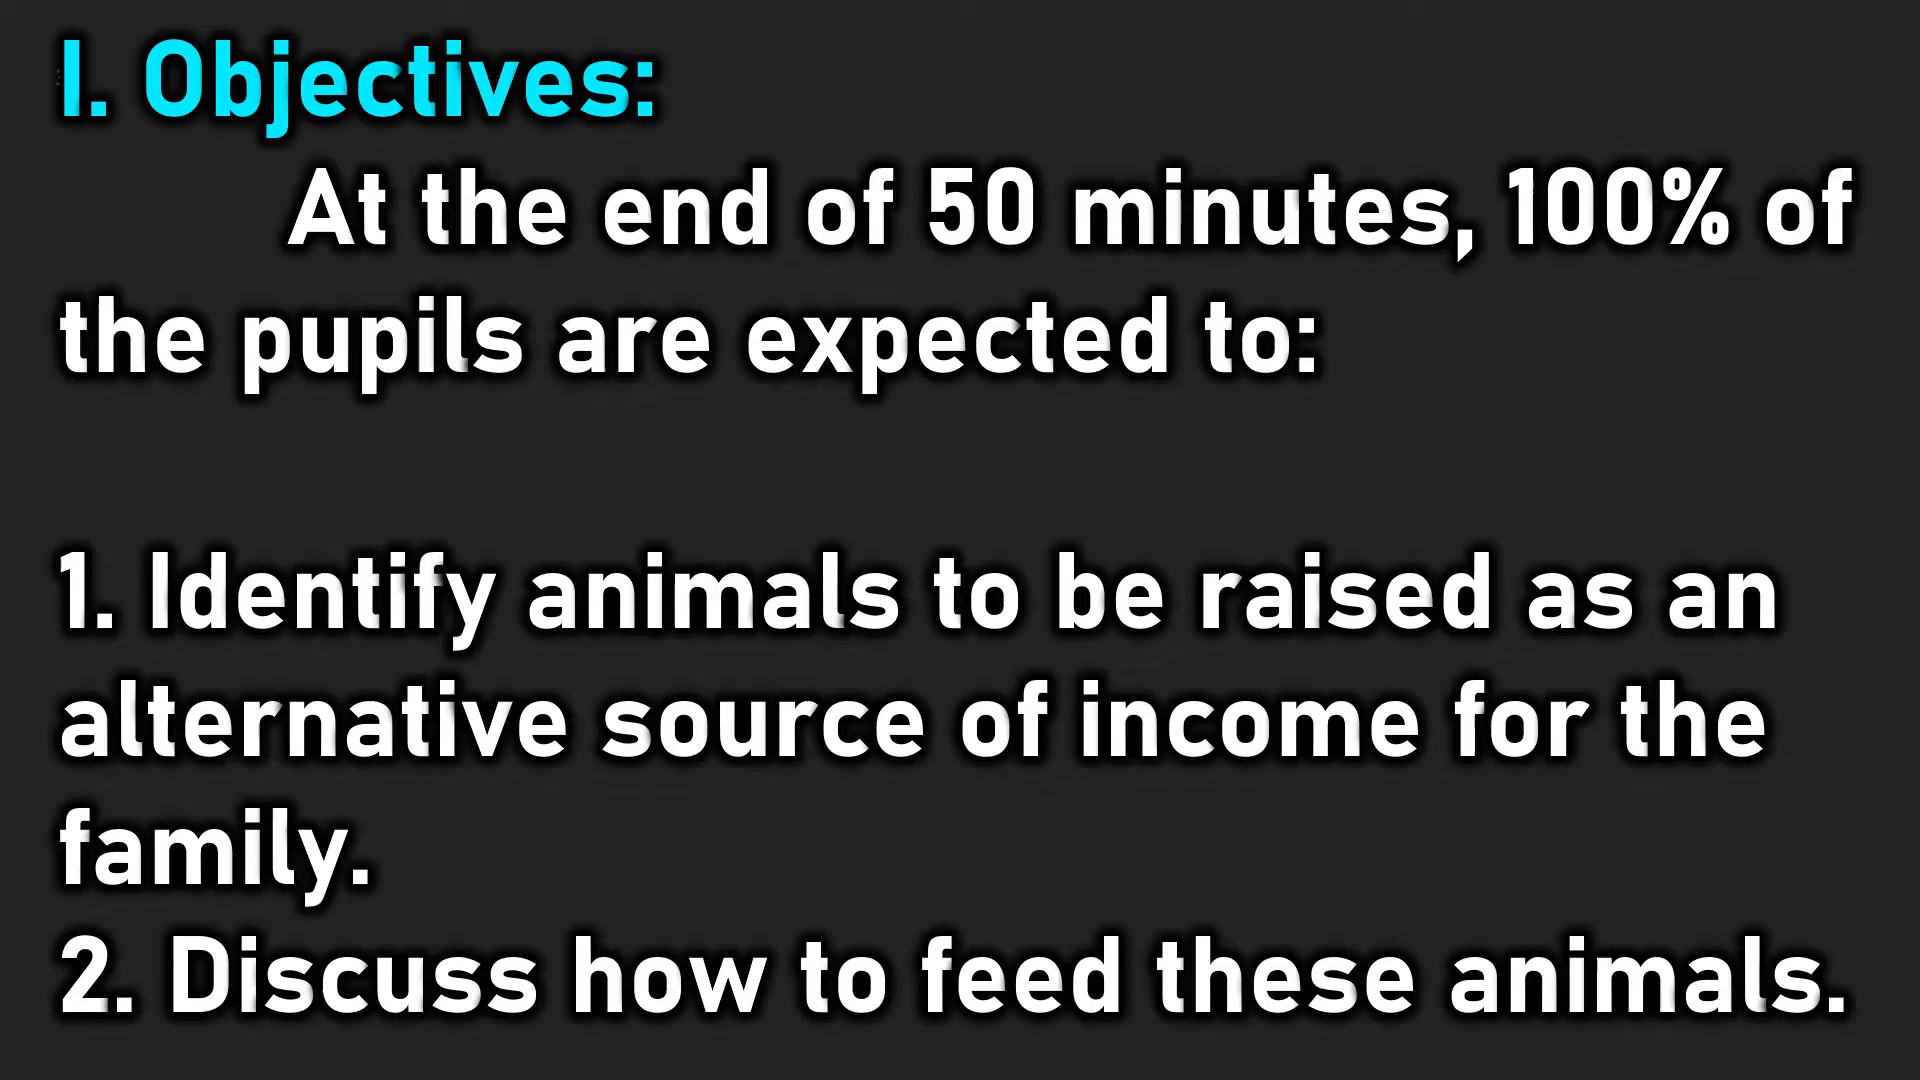 I. Objectives:
At the end of 50 minutes, 100% of
the pupils are expected to:
1. Identify animals to be raised as an
alternative source of income for the
family.
2. Discuss how to feed these animals.